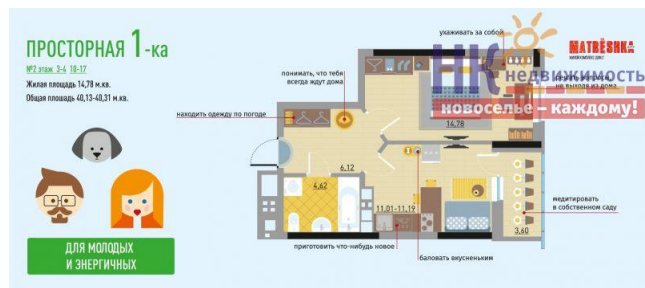 ПРОСТОРНАЯ 1-ка
№2 этаж 3-4 10-17
Жилая площадь 14,78 м.кв.
Общая площадь 40,13-40,31 м.кв.
ДЛЯ МОЛОДЫХ
И ЭНЕРГИЧНЫХ
ухаживать за собой
понимать, что тебя
всегда ждут дома
находить одежду по погоде
MATRЁSHKA
НК недвижимость
не выходя из дома
новоселье – каждому!
14,78
6,12
4,62
11.01-11,19
3,60
медитировать
в собственном саду
приготовить что-нибудь новое
баловать вкусненьким